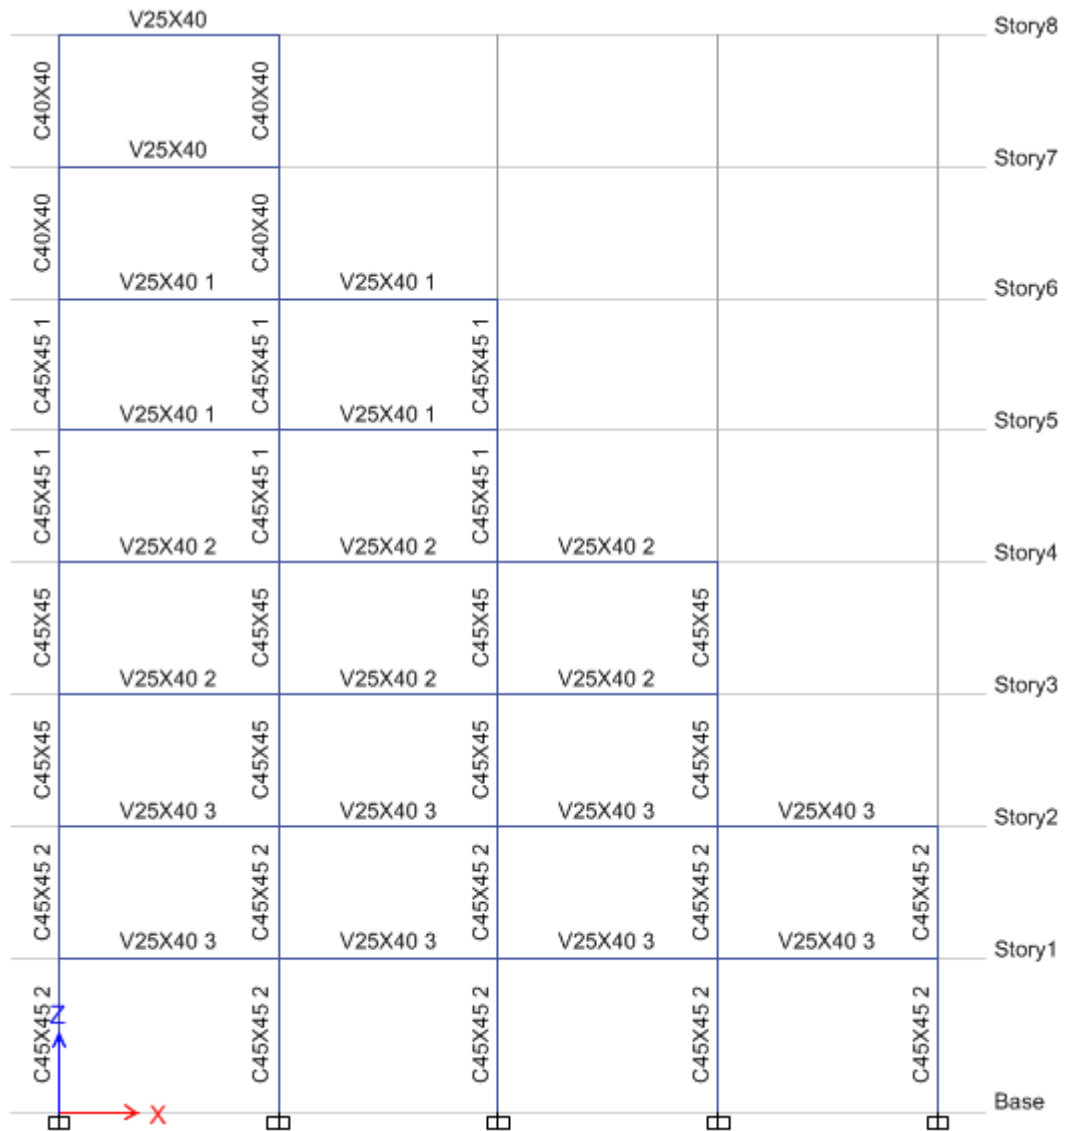 V25X40
Story8
C40X40 C40X40
V25X40
Story7
C40X40 C40X40
V25X40 1 V25X40 1
Story6
C45X45 1 C45X45 1 C45X45 1
V25X40 1 V25X40 1
Story5
C45X45 1 C45X45 1 C45X45 1
V25X40 2 V25X40 2 V25X40 2
Story4
C45X45 C45X45 C45X45 C45X45
V25X40 2 V25X40 2 V25X40 2
Story3
C45X45 C45X45 C45X45 C45X45
V25X40 3 V25X40 3 V25X40 3 V25X40 3
Story2
C45X45 2 C45X45 2 C45X45 2 C45X45 2 C45X45 2
V25X40 3 V25X40 3 V25X40 3 V25X40 3
Story1
C45X45 2 C45X45 2 C45X45 2 C45X45 2 C45X45 2
Z
X
Base